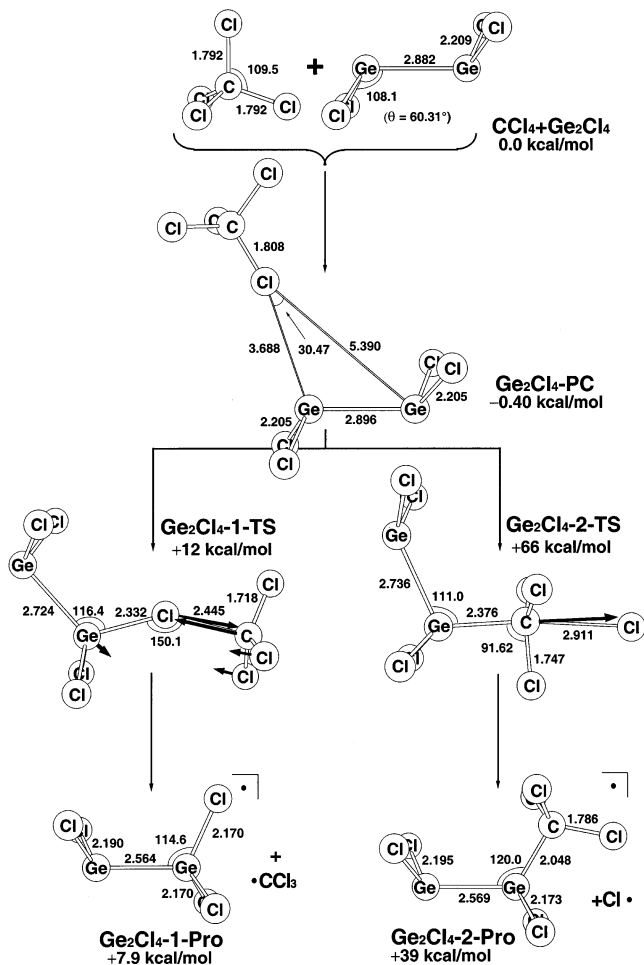 Cl
1.792
109.5
C
Cl
Cl
Cl
1.792
+
2.209
Cl
Cl
2.882
Ge
Ge
108.1
Cl
Cl
(θ = 60.31°)
CCl₄+Ge₂Cl₄
0.0 kcal/mol
Cl
Cl
Cl
C
1.808
Cl
3.688
30.47
5.390
Cl
Cl
Ge
Ge
2.205
2.896
2.205
Cl
Cl
Ge₂Cl₄-PC
−0.40 kcal/mol
Ge₂Cl₄-1-TS
+12 kcal/mol
Cl
Cl
Ge
2.724
116.4
2.332
Cl
2.445
1.718
Cl
Ge
150.1
C
Cl
Cl
Cl
Cl
Ge₂Cl₄-2-TS
+66 kcal/mol
Cl
Cl
Ge
2.736
111.0
2.376
Cl
Cl
Ge
C
2.911
Cl
Cl
91.62
1.747
Cl
Cl
Cl
Cl
2.190
114.6
2.170
Ge
2.564
Ge
2.170
Cl
Cl
•
+
•CCl₃
Ge₂Cl₄-1-Pro
+7.9 kcal/mol
Cl
Cl
•
C
1.786
Cl
Cl
Cl
2.195
120.0
2.048
Ge
2.569
Ge
2.173
Cl
Cl
+Cl •
Ge₂Cl₄-2-Pro
+39 kcal/mol